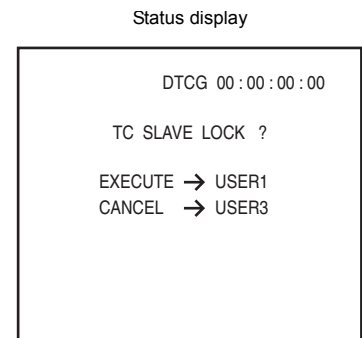 Status display
DTCG 00 : 00 : 00 : 00
TC SLAVE LOCK ?
EXECUTE → USER1
CANCEL → USER3